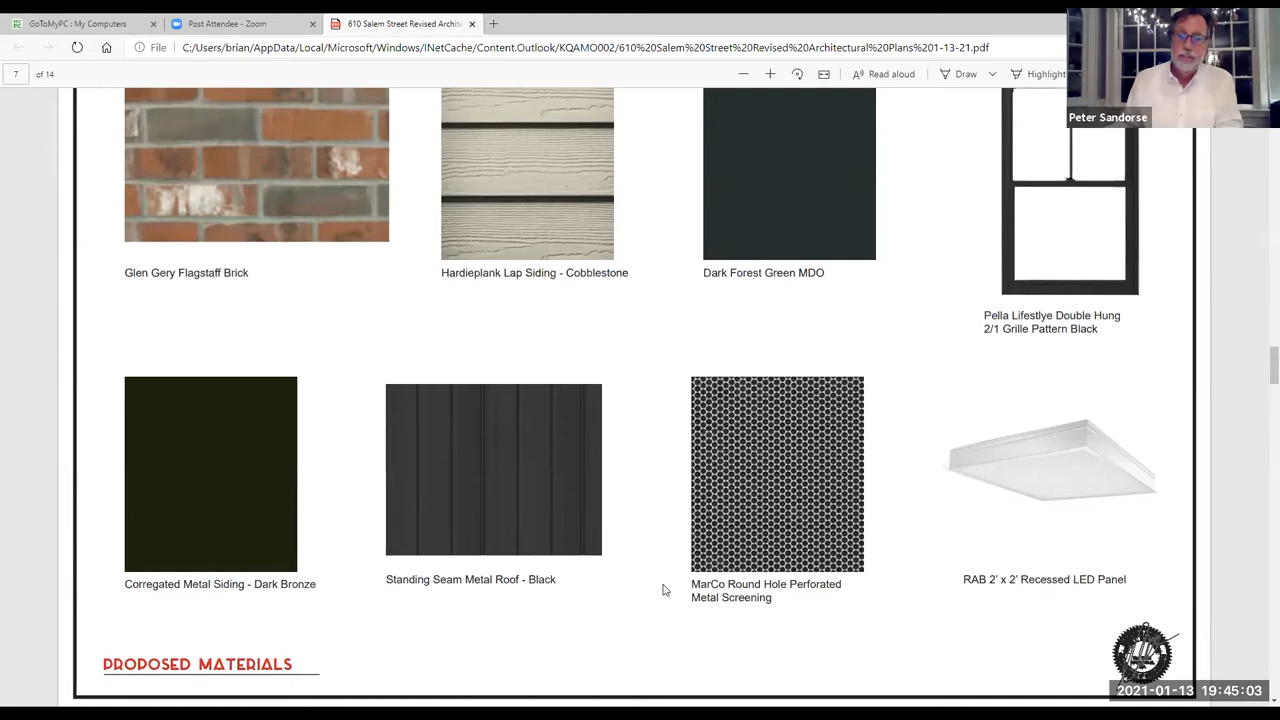 GoToMyPC : My Computers
Post Attendee - Zoom
610 Salem Street Revised Archite
File
C:/Users/brian/AppData/Local/Microsoft/Windows/INetCache/Content.Outlook/KQAMO002/610%20Salem%20Street%20Revised%20Architectural%20Plans%201-13-21.pdf
7 of 14
Read aloud
Draw
Highlight
Peter Sandorse
Glen Gery Flagstaff Brick
Hardieplank Lap Siding - Cobblestone
Dark Forest Green MDO
Pella Lifestlye Double Hung
2/1 Grille Pattern Black
Corregated Metal Siding - Dark Bronze
Standing Seam Metal Roof - Black
MarCo Round Hole Perforated
Metal Screening
RAB 2' x 2' Recessed LED Panel
PROPOSED MATERIALS
2021-01-13 19:45:03